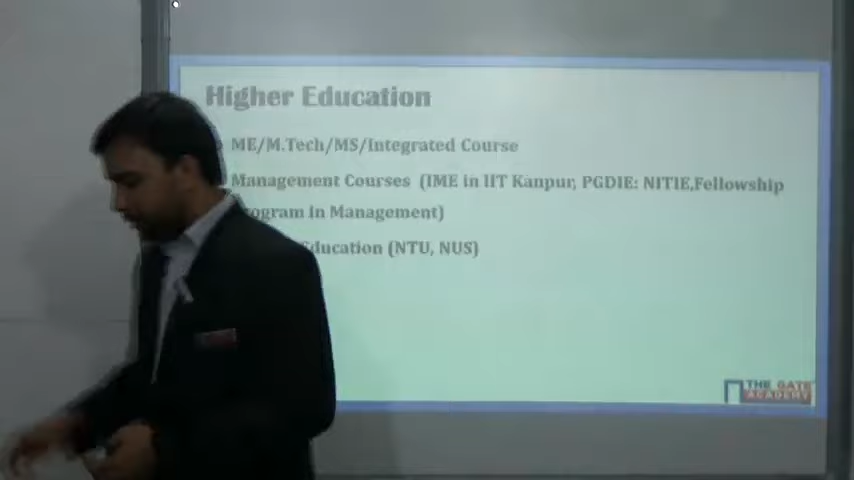 Higher Education
ME/M.Tech/MS/Integrated Course
Management Courses (IME in IIT Kanpur, PGDIE: NITIE,Fellowship
rogram in Management)
Education (NTU, NUS)
THE GATE
ACADEMY